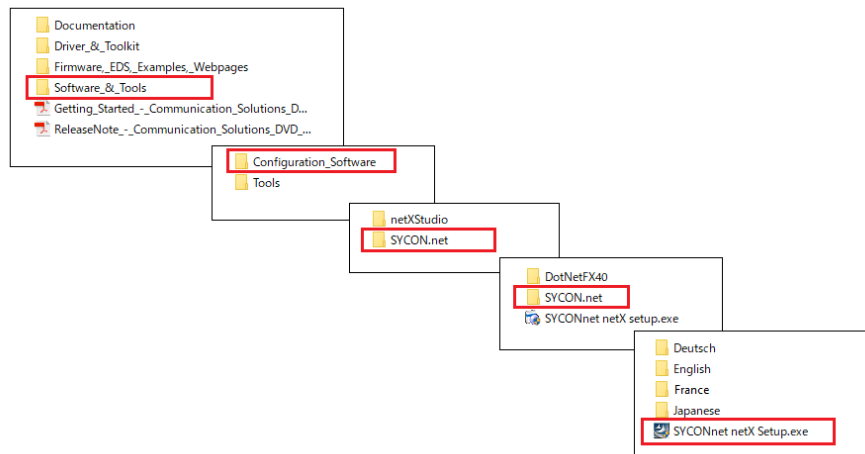 Documentation
Driver_&_Toolkit
Firmware,_EDS,_Examples,_Webpages
Software_&_Tools
Getting_Started_-_Communication_Solutions_D...
ReleaseNote_-_Communication_Solutions_DVD_...
Configuration_Software
Tools
netXStudio
SYCON.net
DotNetFX40
SYCON.net
SYCONnet netX setup.exe
Deutsch
English
France
Japanese
SYCONnet netX Setup.exe